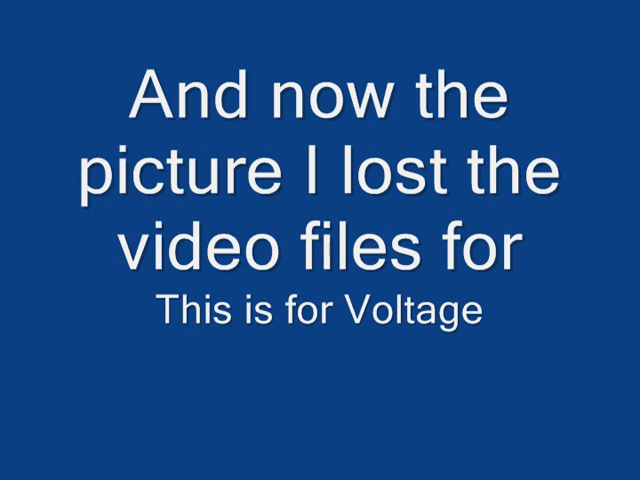 And now the
picture I lost the
video files for
This is for Voltage